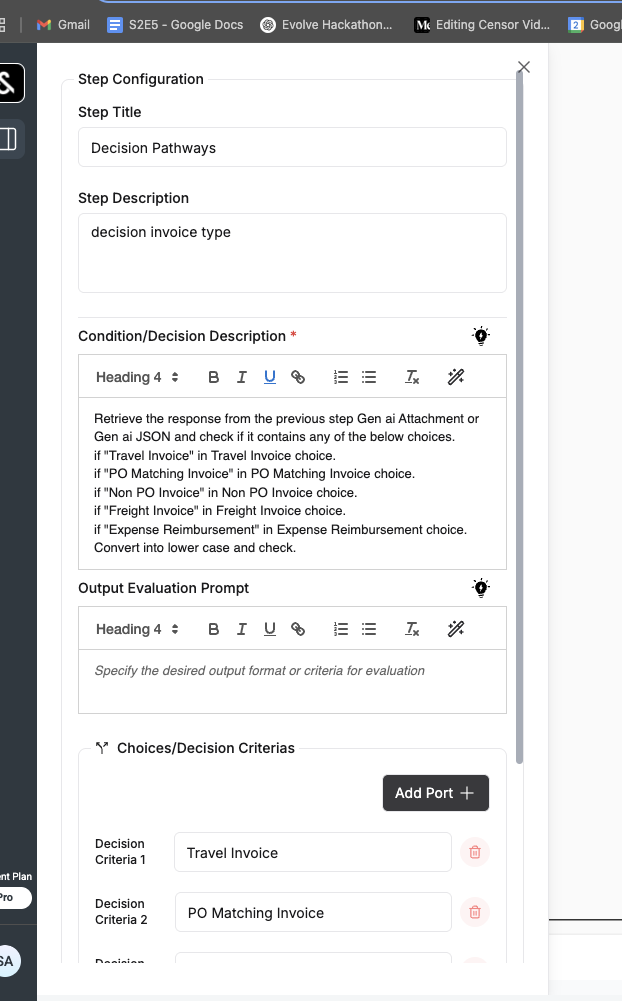 Gmail
S2E5 - Google Docs
Evolve Hackathon...
Editing Censor Vid...
Step Configuration
Step Title
Decision Pathways
Step Description
decision invoice type
Condition/Decision Description *
Heading 4
Retrieve the response from the previous step Gen ai Attachment or
Gen ai JSON and check if it contains any of the below choices.
if "Travel Invoice" in Travel Invoice choice.
if "PO Matching Invoice" in PO Matching Invoice choice.
if "Non PO Invoice" in Non PO Invoice choice.
if "Freight Invoice" in Freight Invoice choice.
if "Expense Reimbursement" in Expense Reimbursement choice.
Convert into lower case and check.
Output Evaluation Prompt
Heading 4
Specify the desired output format or criteria for evaluation
Choices/Decision Criterias
Add Port
Decision
Criteria 1
Travel Invoice
Decision
Criteria 2
PO Matching Invoice
Plan
SA